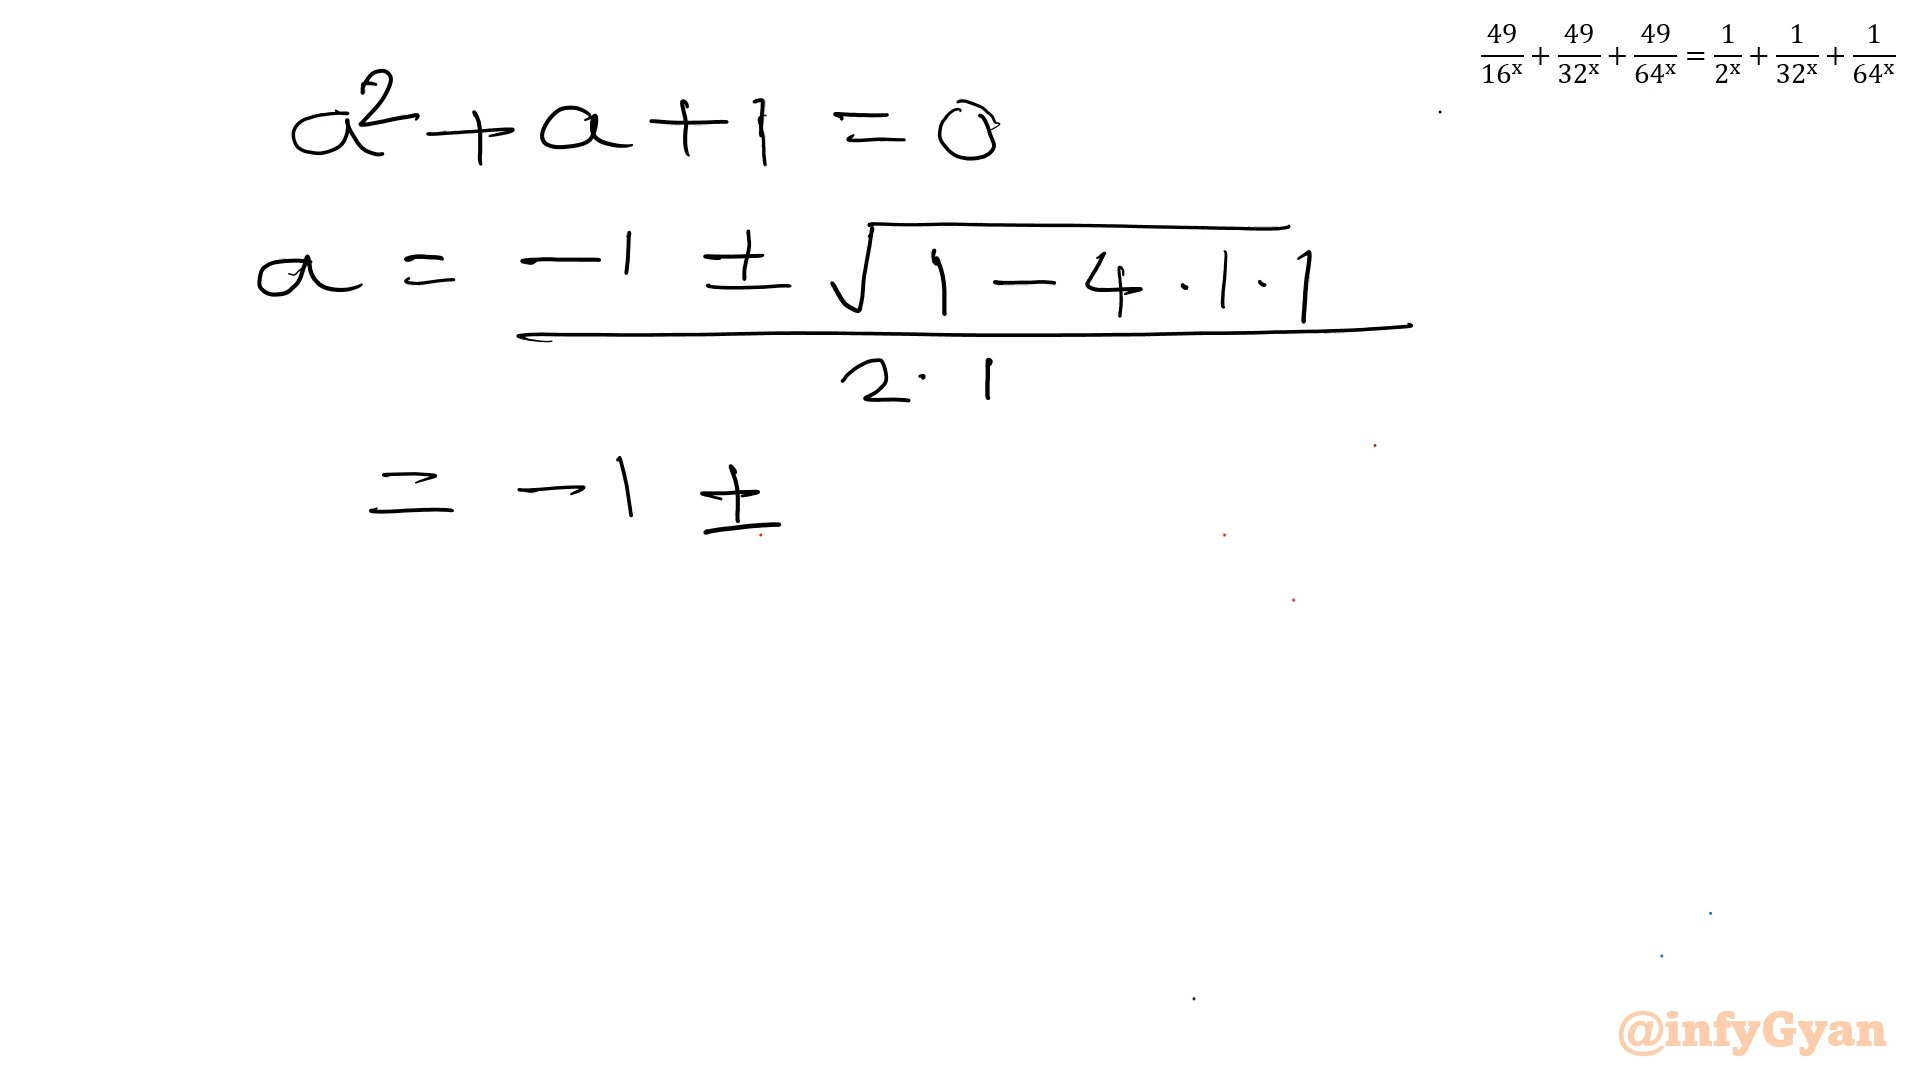 49/16^x + 49/32^x + 49/64^x = 1/2^x + 1/32^x + 1/64^x
a² + a + 1 = 0
a = (-1 ± √(1 - 4 · 1 · 1)) / (2 · 1)
= -1 ±
@infyGyan